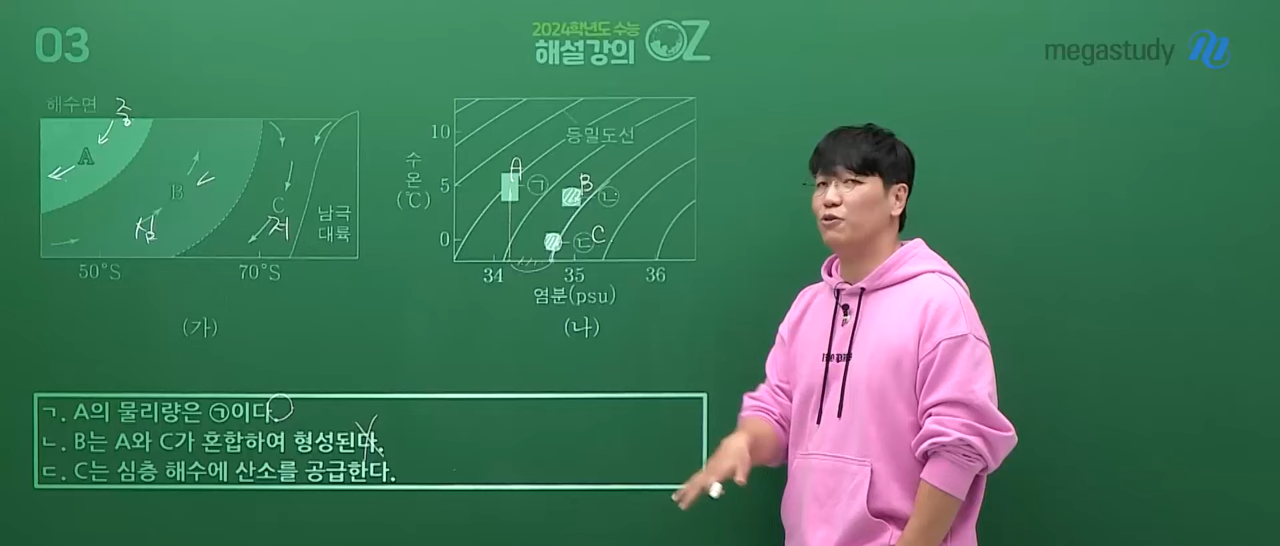 03
2024학년도 수능
해설강의 OZ
megastudy
해수면
중
A
B
심
C
저
남극
대륙
50°S
70°S
(가)
등밀도선
수온(℃)
10
5
0
A
㉠
B
㉡
㉢
C
34
35
36
염분(psu)
(나)
ㄱ. A의 물리량은 ㉠이다.
ㄴ. B는 A와 C가 혼합하여 형성된다.
ㄷ. C는 심층 해수에 산소를 공급한다.